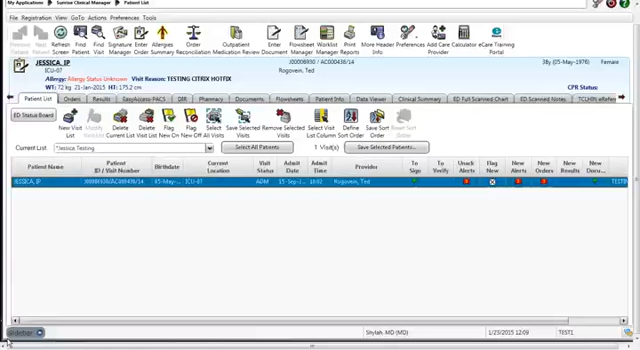 My Applications Sunrise Clinical Manager Patient List
File Registration View GoTo Actions Preferences Tools
Previous Patient Next Patient Refresh Screen Find Patient Find Visit Signature Manager Enter Order Allergies Summary Order Reconciliation Outpatient Medication Review Enter Document Flowsheet Manager Worklist Manager Print Reports More Header Info Preferences Add Care Provider Calculator eCare Training Portal
JESSICA_IP J00006930 / AC000438/14 38y (05-May-1976) Female
ICU-07 Rogovein, Ted
Allergy: Allergy Status Unknown Visit Reason: TESTING CITRIX HOTFIX
WT: 72 kg 21-Jan-2015 HT: 175.2 cm CPR Status:
Patient List Orders Results EasyAccess-PACS Pharmacy Documents Flowsheets Patient Info Data Viewer Clinical Summary ED Full Scanned Chart ED Scanned Notes
ED Status Board New Visit List Modify Visit List Delete Current List Delete Visit List Flag New On Flag New Off Select All Visits Save Selected Visits Remove Selected Visits Select Visit List Column Define Sort Order Save Sort Order Reset Sort Order
Current List: *Jessica Testing Select All Patients 1 Visit(s) Save Selected Patients...
Patient Name Patient ID / Visit Number Birthdate Current Location Visit Status Admit Date Admit Time Provider To Sign To Verify Unack Alerts Flag New New Alerts New Orders New Results New Docu...
JESSICA_IP J00006930/AC000438/14 05-May-... ICU-07 ADM 15-Sep-2... Rogovein, Ted
Shylah, MD (MD) 1/23/2015 12:09 TEST1